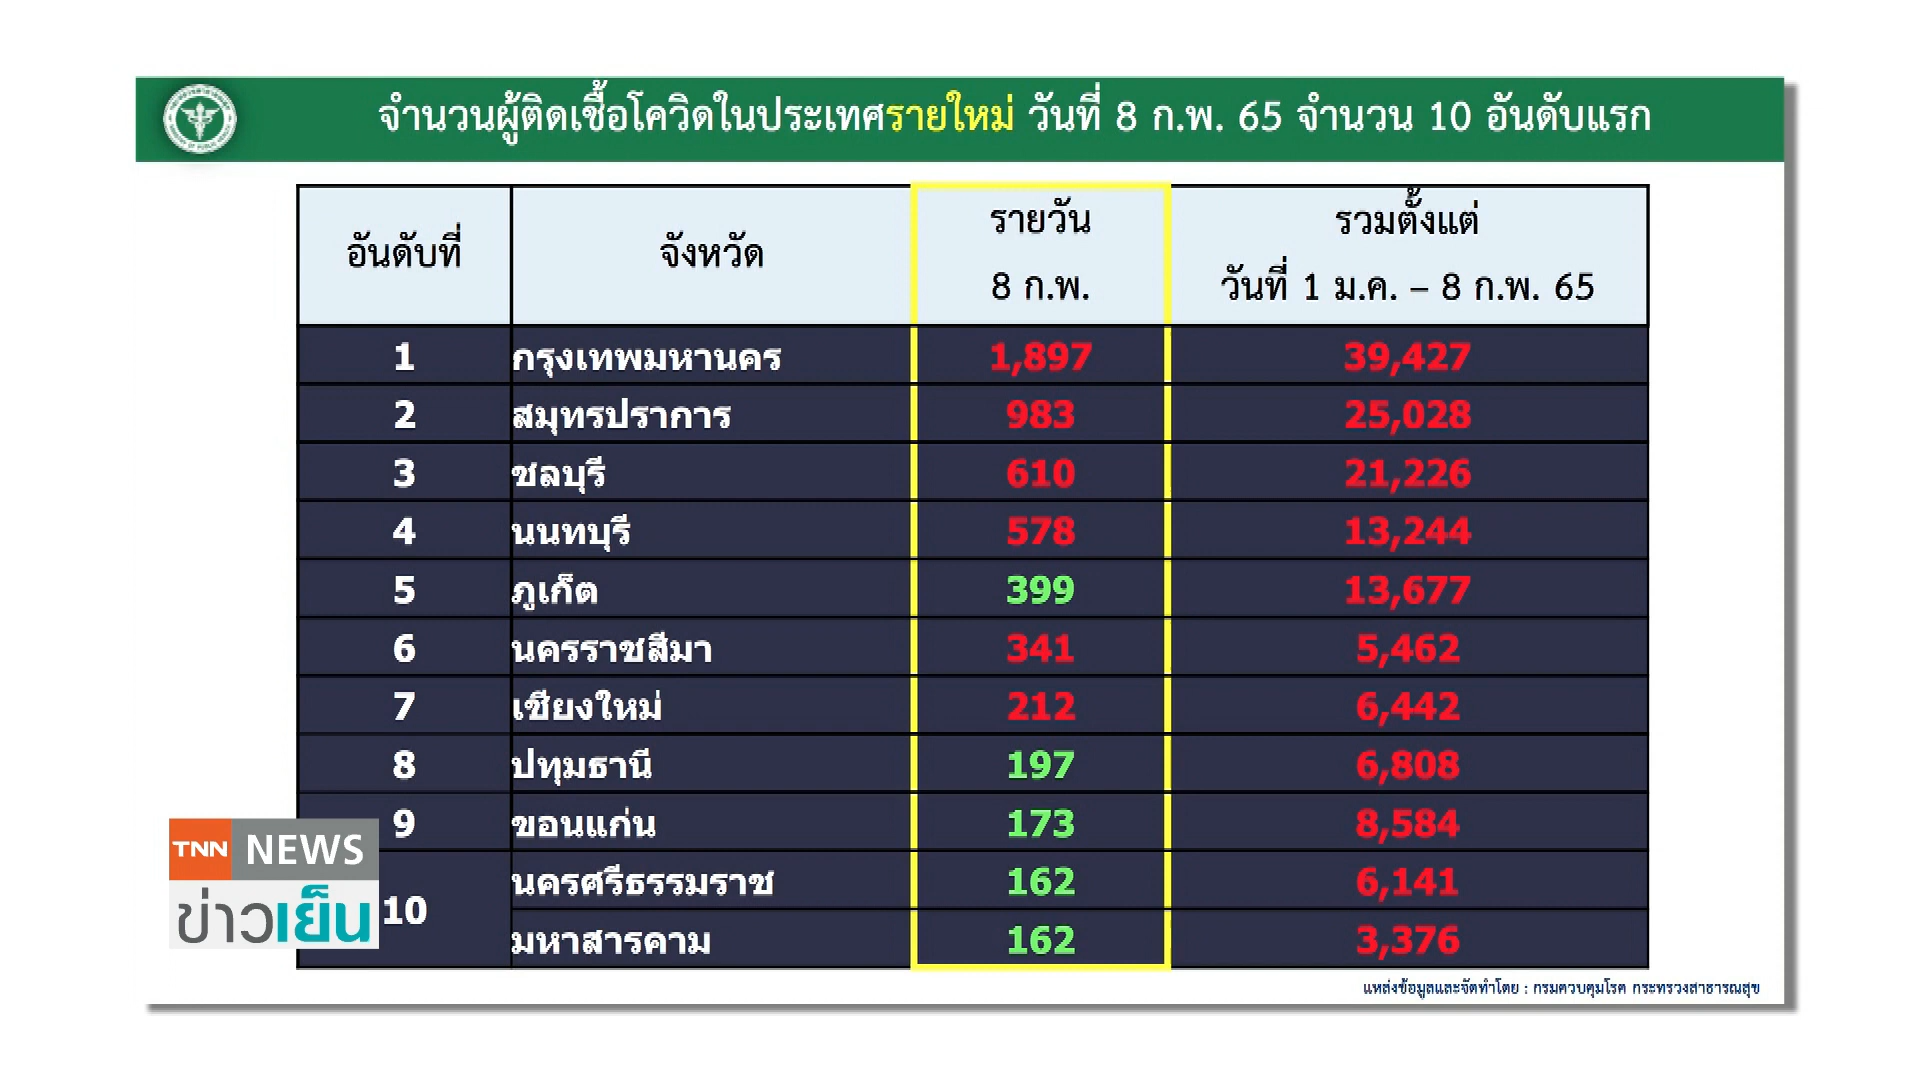 จำนวนผู้ติดเชื้อโควิดในประเทศรายใหม่ วันที่ 8 ก.พ. 65 จำนวน 10 อันดับแรก
อันดับที่ จังหวัด รายวัน 8 ก.พ. รวมตั้งแต่ วันที่ 1 ม.ค. – 8 ก.พ. 65
1 กรุงเทพมหานคร 1,897 39,427
2 สมุทรปราการ 983 25,028
3 ชลบุรี 610 21,226
4 นนทบุรี 578 13,244
5 ภูเก็ต 399 13,677
6 นครราชสีมา 341 5,462
7 เชียงใหม่ 212 6,442
8 ปทุมธานี 197 6,808
9 ขอนแก่น 173 8,584
10 นครศรีธรรมราช 162 6,141
มหาสารคาม 162 3,376
TNN NEWS
ข่าวเย็น
แหล่งข้อมูลและจัดทำโดย : กรมควบคุมโรค กระทรวงสาธารณสุข